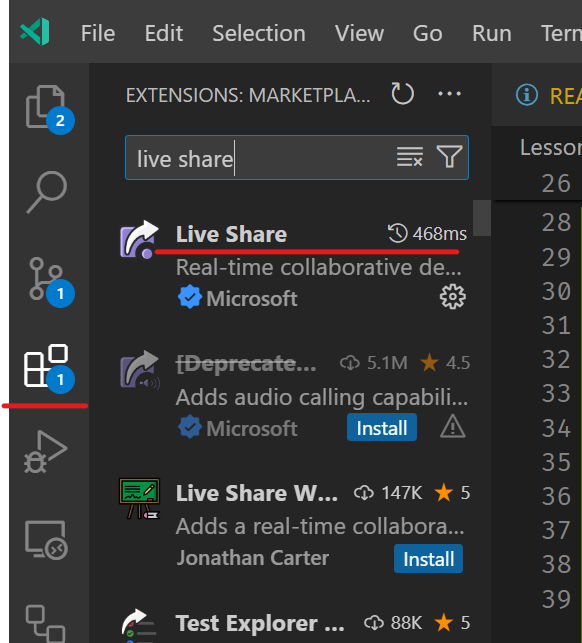 File Edit Selection View Go Run Tern
EXTENSIONS: MARKETPLA... ...
2
live share
Live Share 468ms
Real-time collaborative de...
Microsoft
1
[Deprecate... 5.1M 4.5
Adds audio calling capabili...
Microsoft Install
1
Live Share W... 147K 5
Adds a real-time collabora...
Jonathan Carter Install
Test Explorer ... 88K 5
REA
Lesson
26
28
29
30
31
32
33
34
35
36
37
38
39